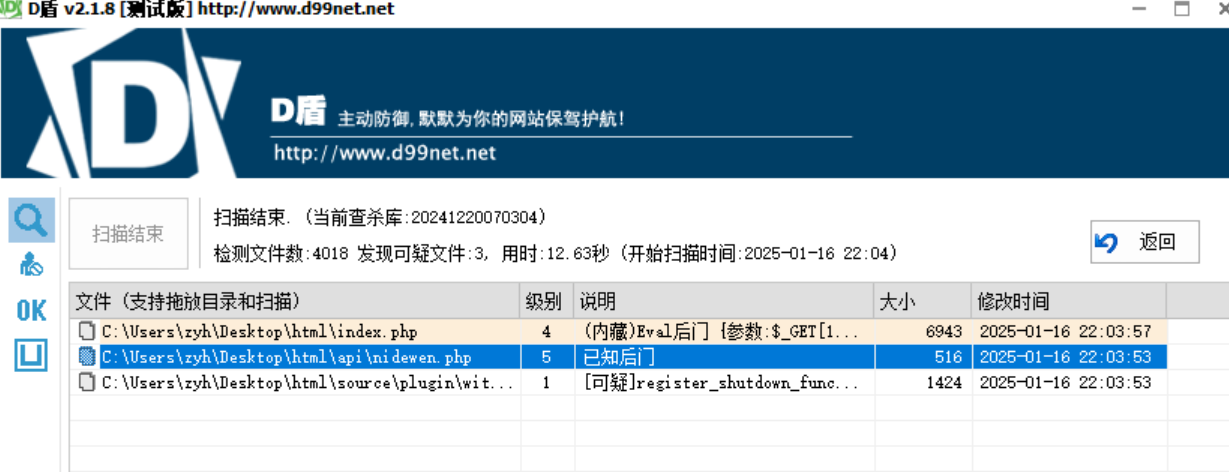 D盾 v2.1.8 [测试版] http://www.d99net.net
D盾 主动防御,默默为你的网站保驾护航!
http://www.d99net.net
扫描结束
扫描结束. (当前查杀库:20241220070304)
检测文件数:4018 发现可疑文件:3, 用时:12.63秒 (开始扫描时间:2025-01-16 22:04)
返回
OK
文件 (支持拖放目录和扫描) 级别 说明 大小 修改时间
C:\Users\zyh\Desktop\html\index.php 4 (内藏)Eval后门 {参数:$_GET[1... 6943 2025-01-16 22:03:57
C:\Users\zyh\Desktop\html\api\nidewen.php 5 已知后门 516 2025-01-16 22:03:53
C:\Users\zyh\Desktop\html\source\plugin\wit... 1 [可疑]register_shutdown_func... 1424 2025-01-16 22:03:53